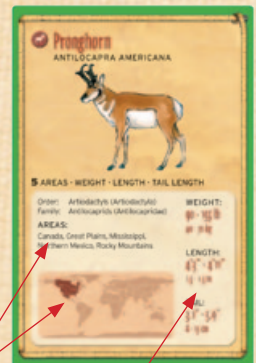 Pronghorn
ANTILOCAPRA AMERICANA
5 AREAS - WEIGHT - LENGTH - TAIL LENGTH
Order: Artiodactyls (Artiodactyla)
Family: Antilocaprids (Antilocapridae)
AREAS:
Canada, Great Plains, Mississippi,
Northern Mexico, Rocky Mountains
WEIGHT:
LENGTH: